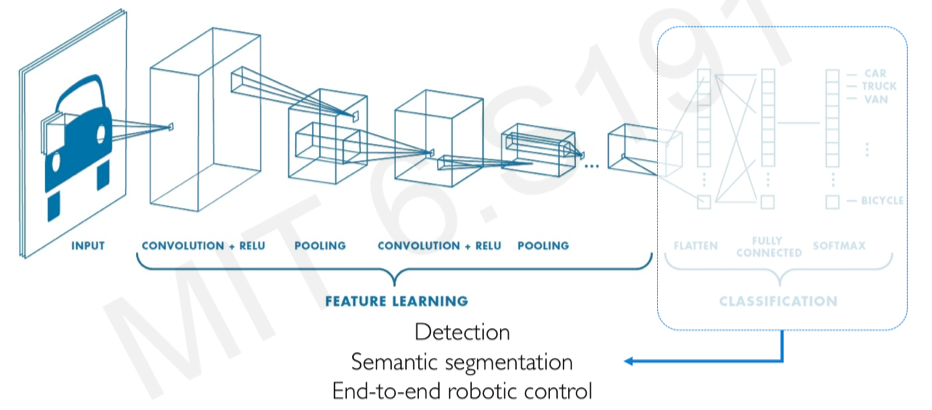 MIT 6.S191
CAR
TRUCK
VAN
BICYCLE
INPUT
CONVOLUTION + RELU
POOLING
CONVOLUTION + RELU
POOLING
FLATTEN
FULLY
CONNECTED
SOFTMAX
FEATURE LEARNING
CLASSIFICATION
Detection
Semantic segmentation
End-to-end robotic control